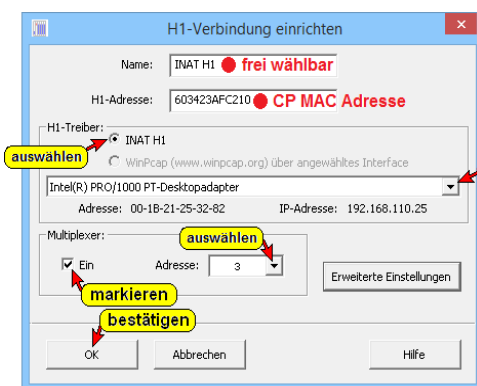 H1-Verbindung einrichten
Name: INAT H1 frei wählbar
H1-Adresse: 603423AFC210 CP MAC Adresse
H1-Treiber:
INAT H1
auswählen
WinPcap (www.winpcap.org) über angewähltes Interface
Intel(R) PRO/1000 PT-Desktopadapter
Adresse: 00-1B-21-25-32-82 IP-Adresse: 192.168.110.25
Multiplexer:
auswählen
Ein Adresse: 3
Erweiterte Einstellungen
markieren
bestätigen
OK Abbrechen Hilfe